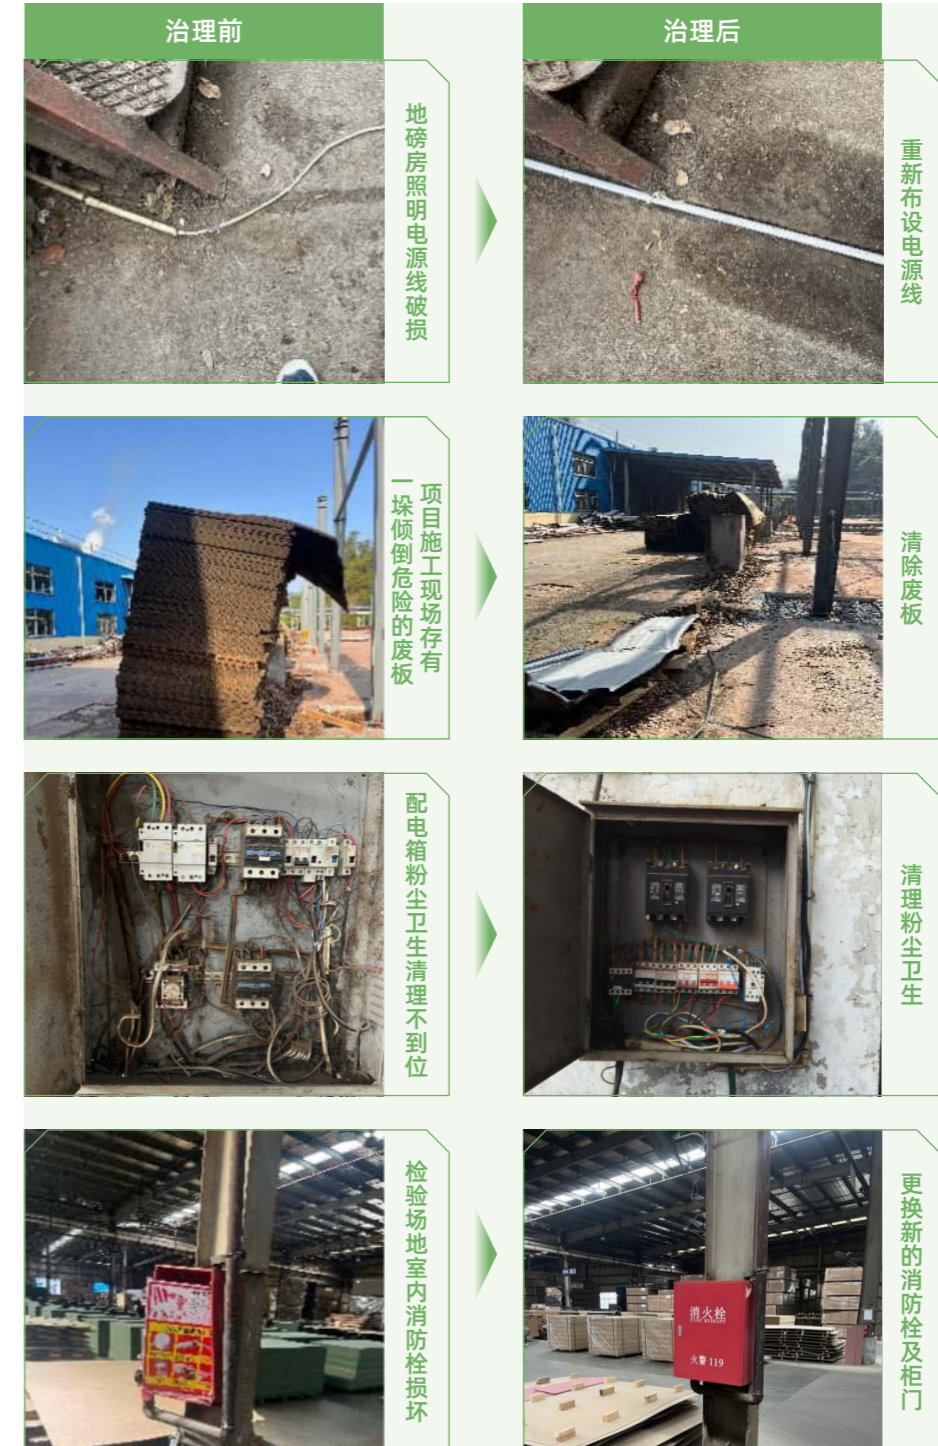 治理前
治理后
地磅房照明电源线破损
重新布设电源线
项目施工现场存有
一垛倾倒危险的废板
清除废板
配电箱粉尘卫生清理不到位
清理粉尘卫生
检验场地室内消防栓损坏
更换新的消防栓及柜门
消火栓
火警119